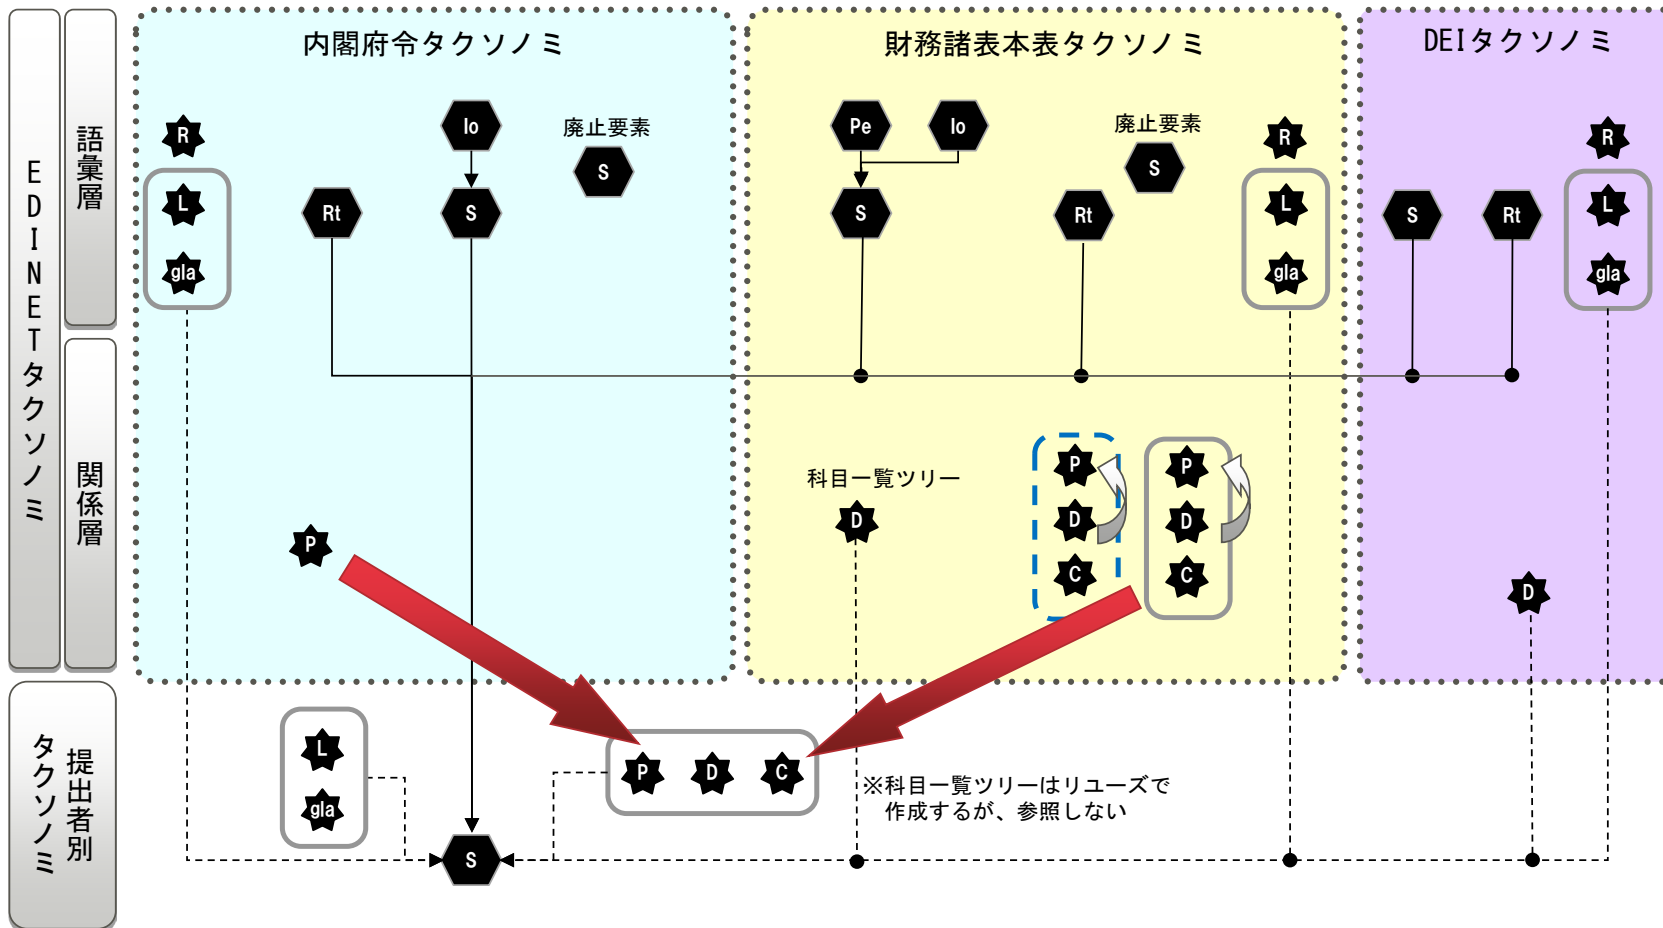 EDINETタクソノミ
語彙層
関係層
提出者別
タクソノミ
内閣府令タクソノミ
R
L
gla
Rt
Io
S
廃止要素
S
P
財務諸表本表タクソノミ
Pe
Io
S
廃止要素
S
Rt
R
L
gla
科目一覧ツリー
D
P
D
C
P
D
C
DEIタクソノミ
S
Rt
R
L
gla
D
L
gla
P
D
C
S
※科目一覧ツリーはリユーズで
作成するが、参照しない